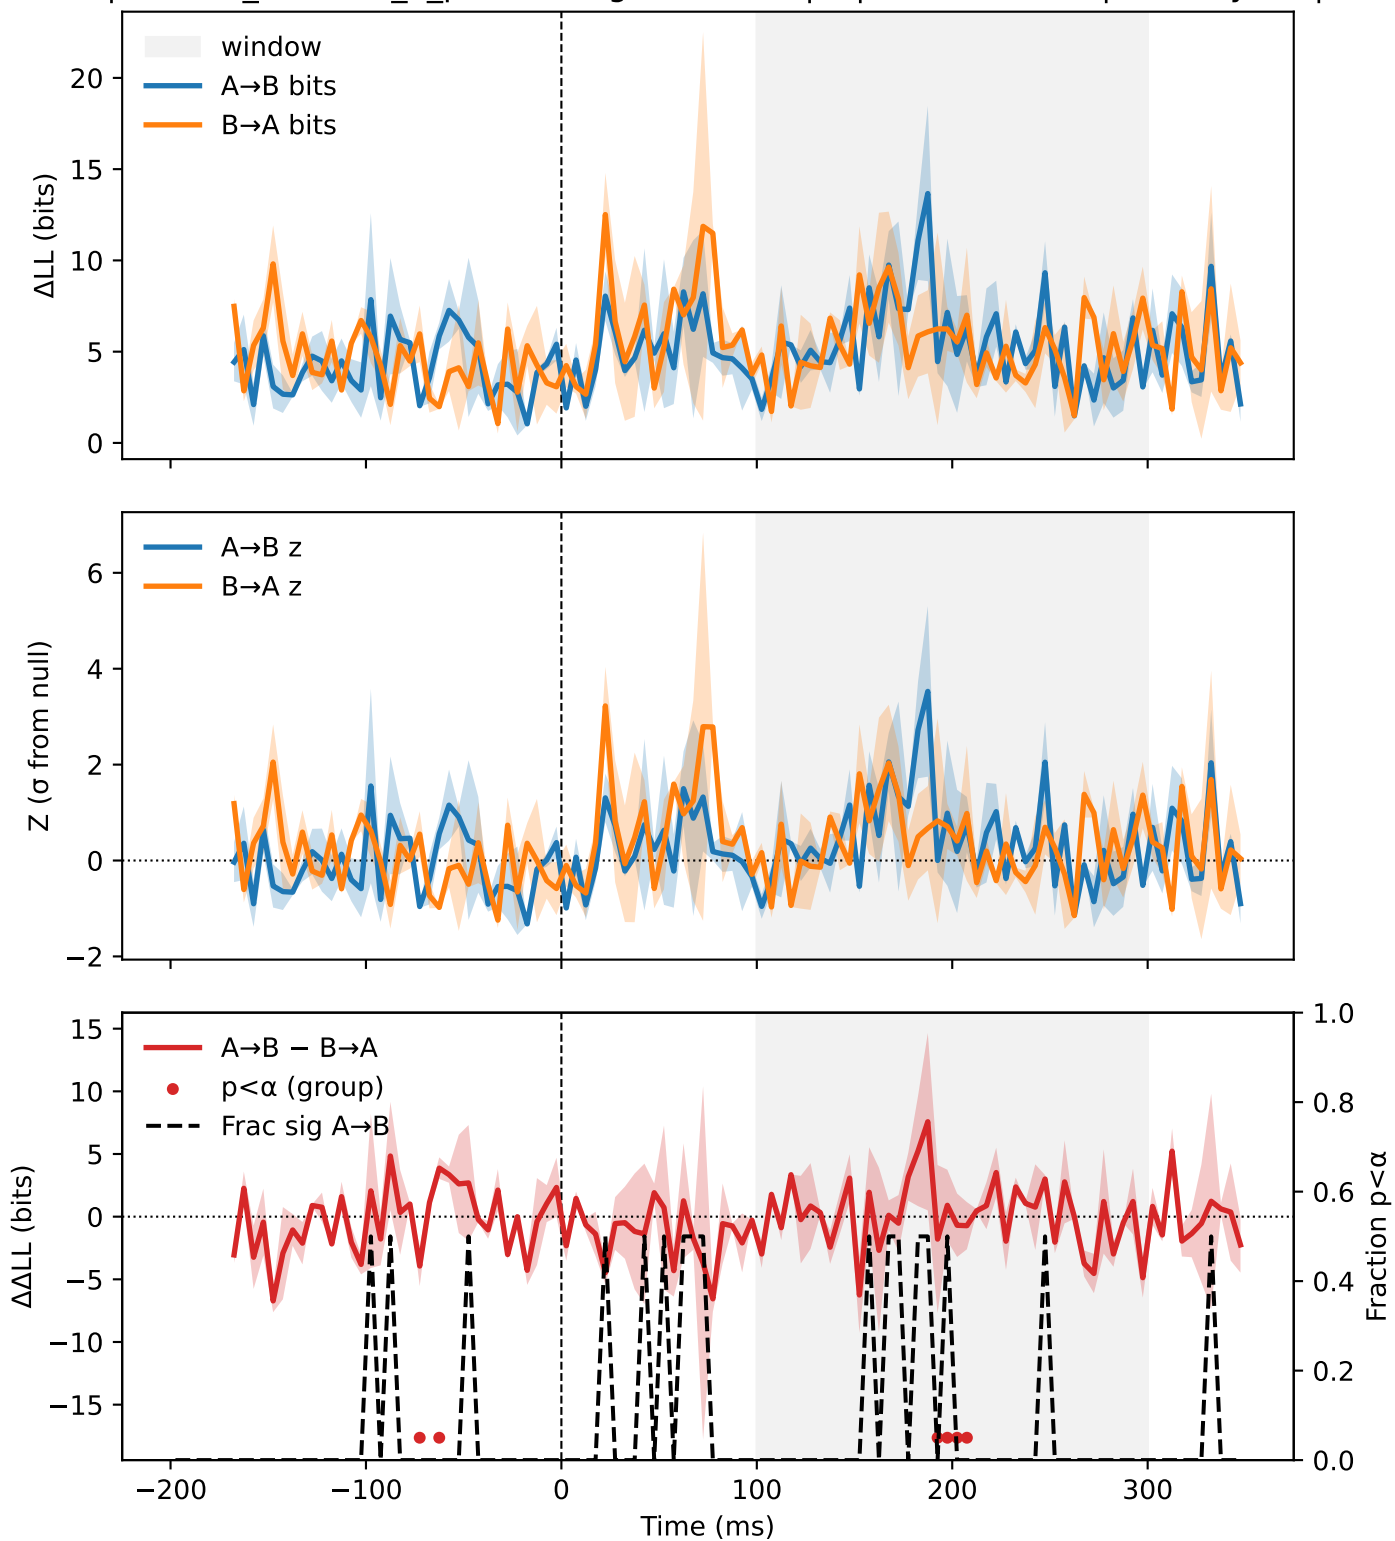 window
A→B bits
B→A bits
ΔLL (bits)
20
15
10
5
0
A→B z
B→A z
Z (σ from null)
6
4
2
0
−2
A→B − B→A
p<α (group)
Frac sig A→B
ΔΔLL (bits)
15
10
5
0
−5
−10
−15
1.0
0.8
0.6
0.4
0.2
0.0
Fraction p<α
−200
−100
0
100
200
300
Time (ms)